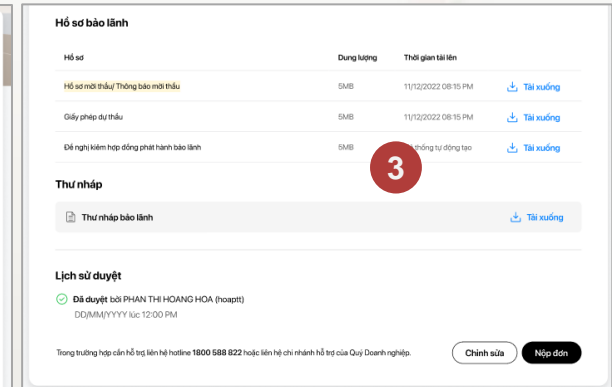 Hồ sơ bảo lãnh
Hồ sơ Dung lượng Thời gian tải lên
Hồ sơ mời thầu/ Thông báo mời thầu 5MB 11/12/2022 08:15 PM Tải xuống
Giấy phép dự thầu 5MB 11/12/2022 08:15 PM Tải xuống
Đề nghị kiêm hợp đồng phát hành bảo lãnh 5MB thống tự động tạo Tải xuống
3
Thư nháp
Thư nháp bảo lãnh Tải xuống
Lịch sử duyệt
Đã duyệt bởi PHAN THI HOANG HOA (hoaptt)
DD/MM/YYYY lúc 12:00 PM
Trong trường hợp cần hỗ trợ, liên hệ hotline 1800 588 822 hoặc liên hệ chi nhánh hỗ trợ của Quý Doanh nghiệp. Chỉnh sửa Nộp đơn